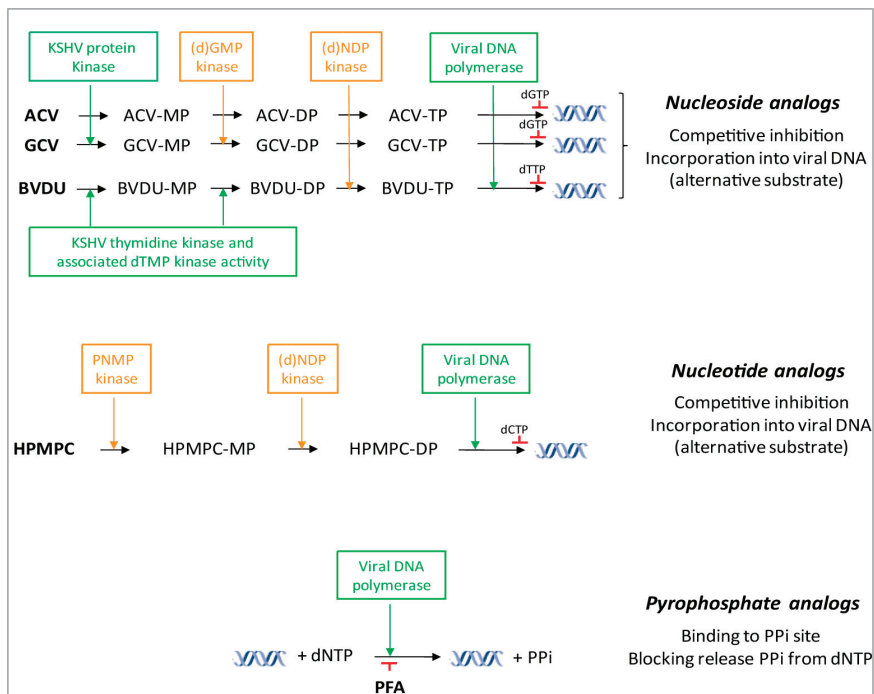 KSHV protein
Kinase
(d)GMP
kinase
(d)NDP
kinase
Viral DNA
polymerase
dGTP
ACV ACV-MP ACV-DP ACV-TP
dGTP
GCV GCV-MP GCV-DP GCV-TP
dTTP
BVDU BVDU-MP BVDU-DP BVDU-TP
KSHV thymidine kinase and
associated dTMP kinase activity
Nucleoside analogs
Competitive inhibition
Incorporation into viral DNA
(alternative substrate)
PNMP
kinase
(d)NDP
kinase
Viral DNA
polymerase
dCTP
HPMPC HPMPC-MP HPMPC-DP
Nucleotide analogs
Competitive inhibition
Incorporation into viral DNA
(alternative substrate)
Viral DNA
polymerase
+ dNTP + PPi
PFA
Pyrophosphate analogs
Binding to PPi site
Blocking release PPi from dNTP